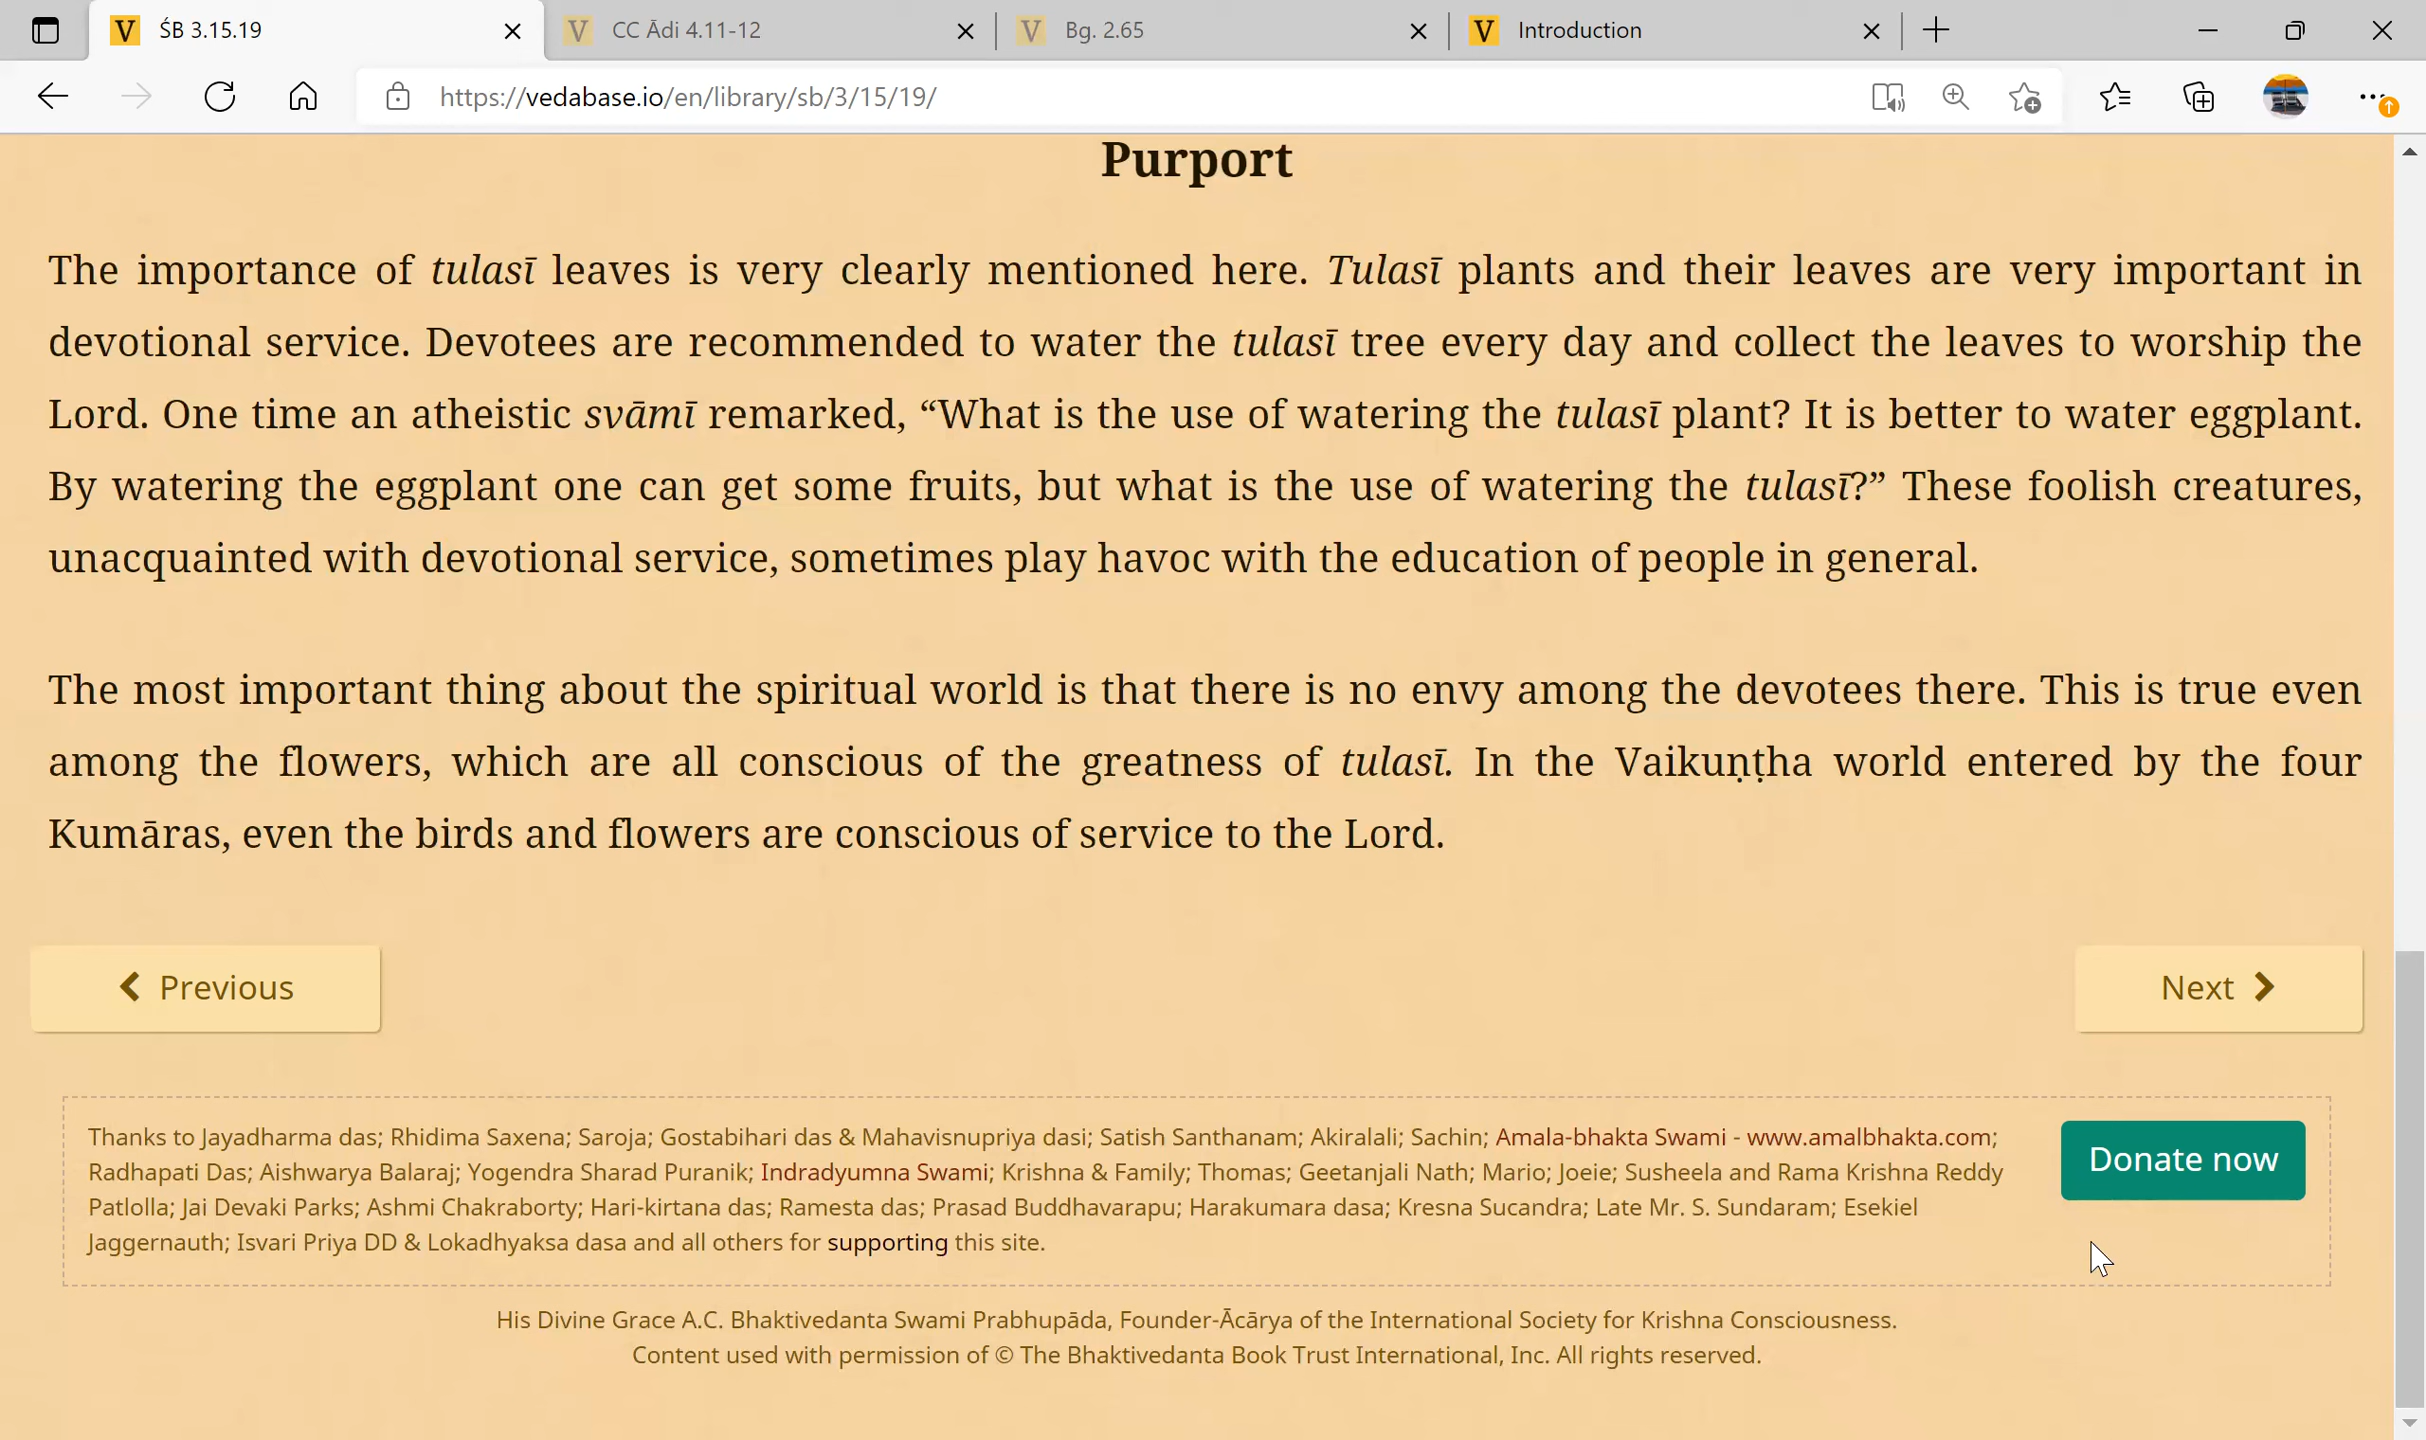 ŚB 3.15.19
CC Ādi 4.11-12
Bg. 2.65
Introduction
https://vedabase.io/en/library/sb/3/15/19/
Purport
The importance of tulasī leaves is very clearly mentioned here. Tulasī plants and their leaves are very important in
devotional service. Devotees are recommended to water the tulasī tree every day and collect the leaves to worship the
Lord. One time an atheistic svāmī remarked, “What is the use of watering the tulasī plant? It is better to water eggplant.
By watering the eggplant one can get some fruits, but what is the use of watering the tulasī?” These foolish creatures,
unacquainted with devotional service, sometimes play havoc with the education of people in general.
The most important thing about the spiritual world is that there is no envy among the devotees there. This is true even
among the flowers, which are all conscious of the greatness of tulasī. In the Vaikuṇṭha world entered by the four
Kumāras, even the birds and flowers are conscious of service to the Lord.
Previous
Next
Thanks to Jayadharma das; Rhidima Saxena; Saroja; Gostabihari das & Mahavisnupriya dasi; Satish Santhanam; Akiralali; Sachin; Amala-bhakta Swami - www.amalbhakta.com;
Radhapati Das; Aishwarya Balaraj; Yogendra Sharad Puranik; Indradyumna Swami; Krishna & Family; Thomas; Geetanjali Nath; Mario; Joeie; Susheela and Rama Krishna Reddy
Patlolla; Jai Devaki Parks; Ashmi Chakraborty; Hari-kirtana das; Ramesta das; Prasad Buddhavarapu; Harakumara dasa; Kresna Sucandra; Late Mr. S. Sundaram; Esekiel
Jaggernauth; Isvari Priya DD & Lokadhyaksa dasa and all others for supporting this site.
Donate now
His Divine Grace A.C. Bhaktivedanta Swami Prabhupāda, Founder-Ācārya of the International Society for Krishna Consciousness.
Content used with permission of © The Bhaktivedanta Book Trust International, Inc. All rights reserved.